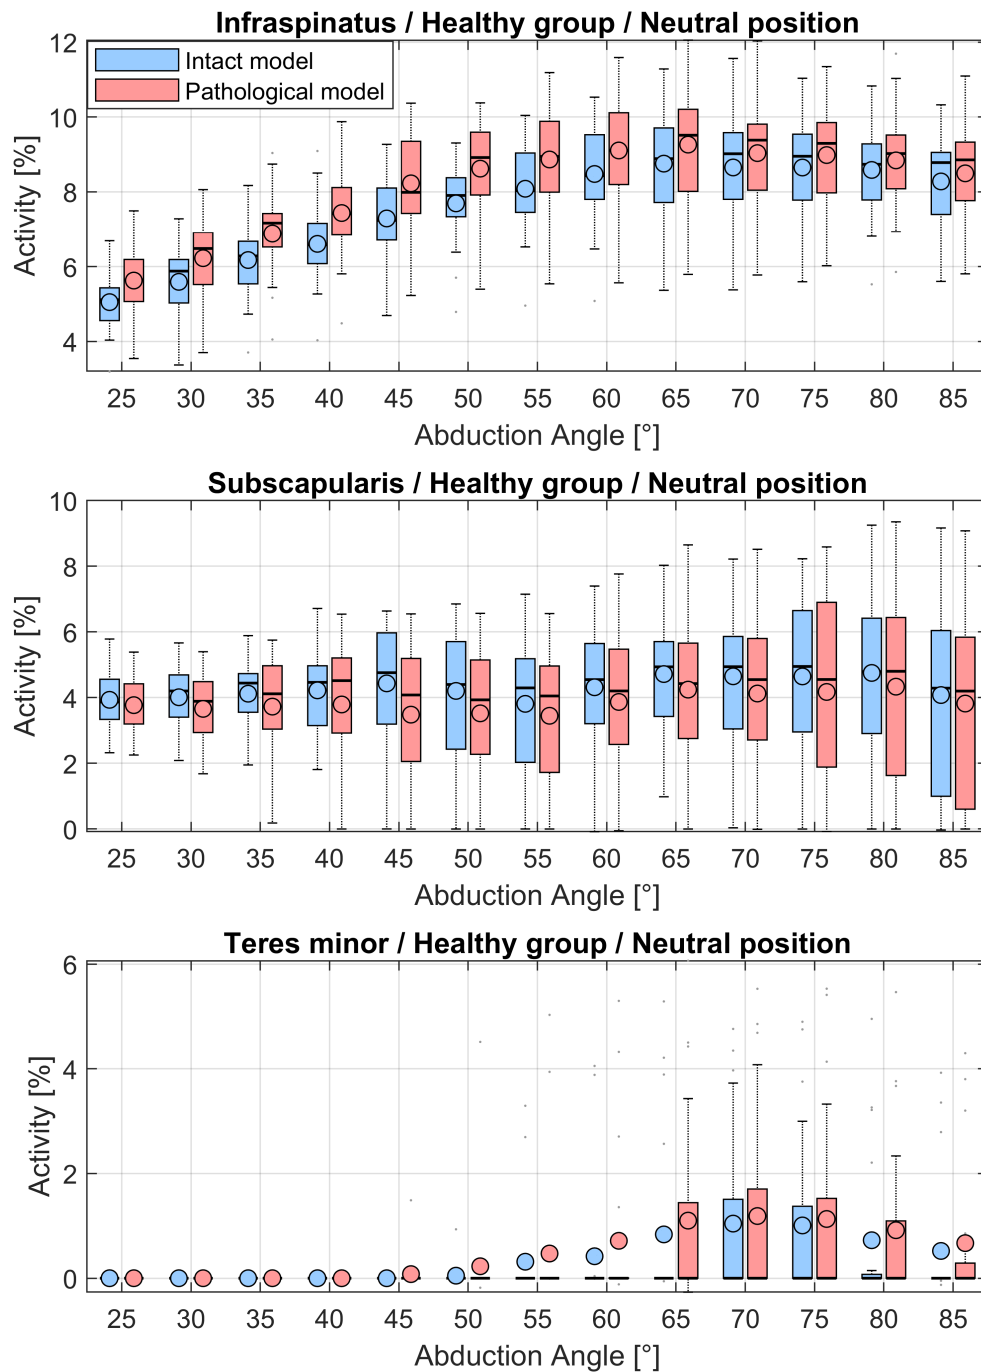 Infraspinatus / Healthy group / Neutral position
Intact model
Pathological model
Activity [%]
12
10
8
6
4
25 30 35 40 45 50 55 60 65 70 75 80 85
Abduction Angle [°]
Subscapularis / Healthy group / Neutral position
Activity [%]
10
8
6
4
2
0
25 30 35 40 45 50 55 60 65 70 75 80 85
Abduction Angle [°]
Teres minor / Healthy group / Neutral position
Activity [%]
6
4
2
0
25 30 35 40 45 50 55 60 65 70 75 80 85
Abduction Angle [°]